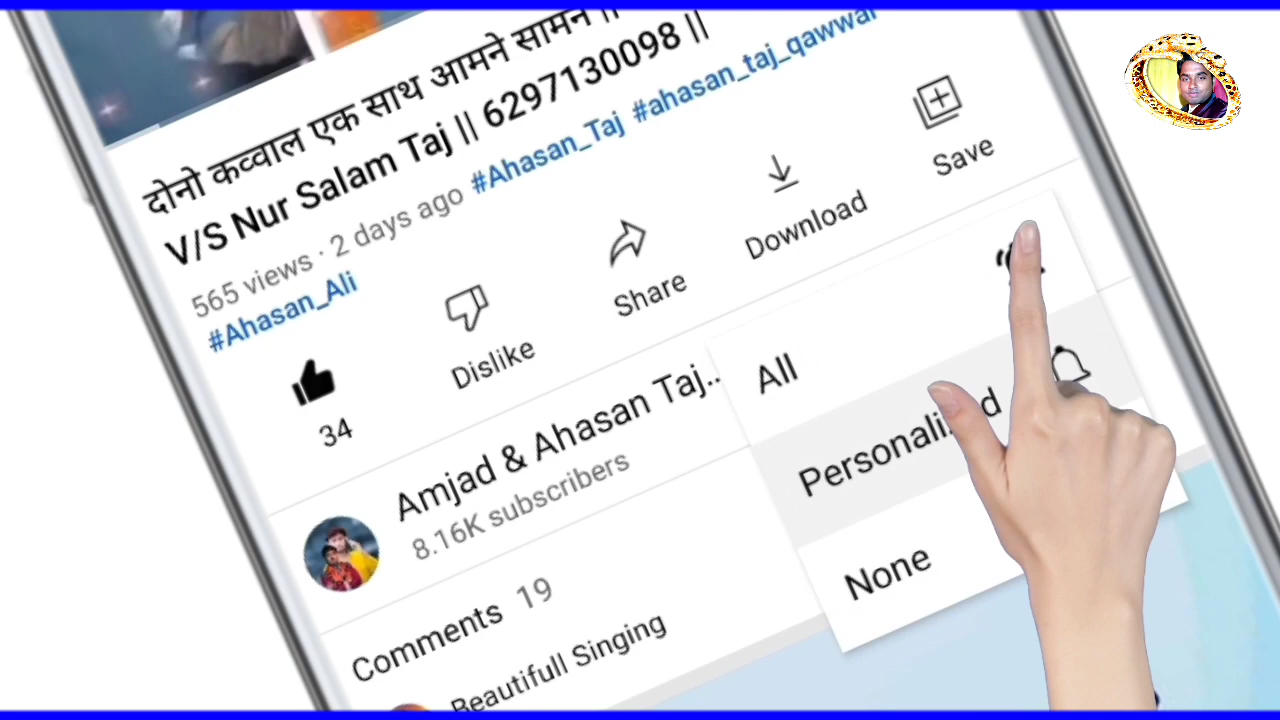 दोनो कव्वाल एक साथ आमने सामने ||
V/S Nur Salam Taj || 6297130098 ||
565 views · 2 days ago #Ahasan_Taj #ahasan_taj_qawwal
#Ahasan_Ali
34
Dislike
Share
Download
Save
Amjad & Ahasan Taj...
8.16K subscribers
All
Personalized
None
Comments 19
Beautifull Singing